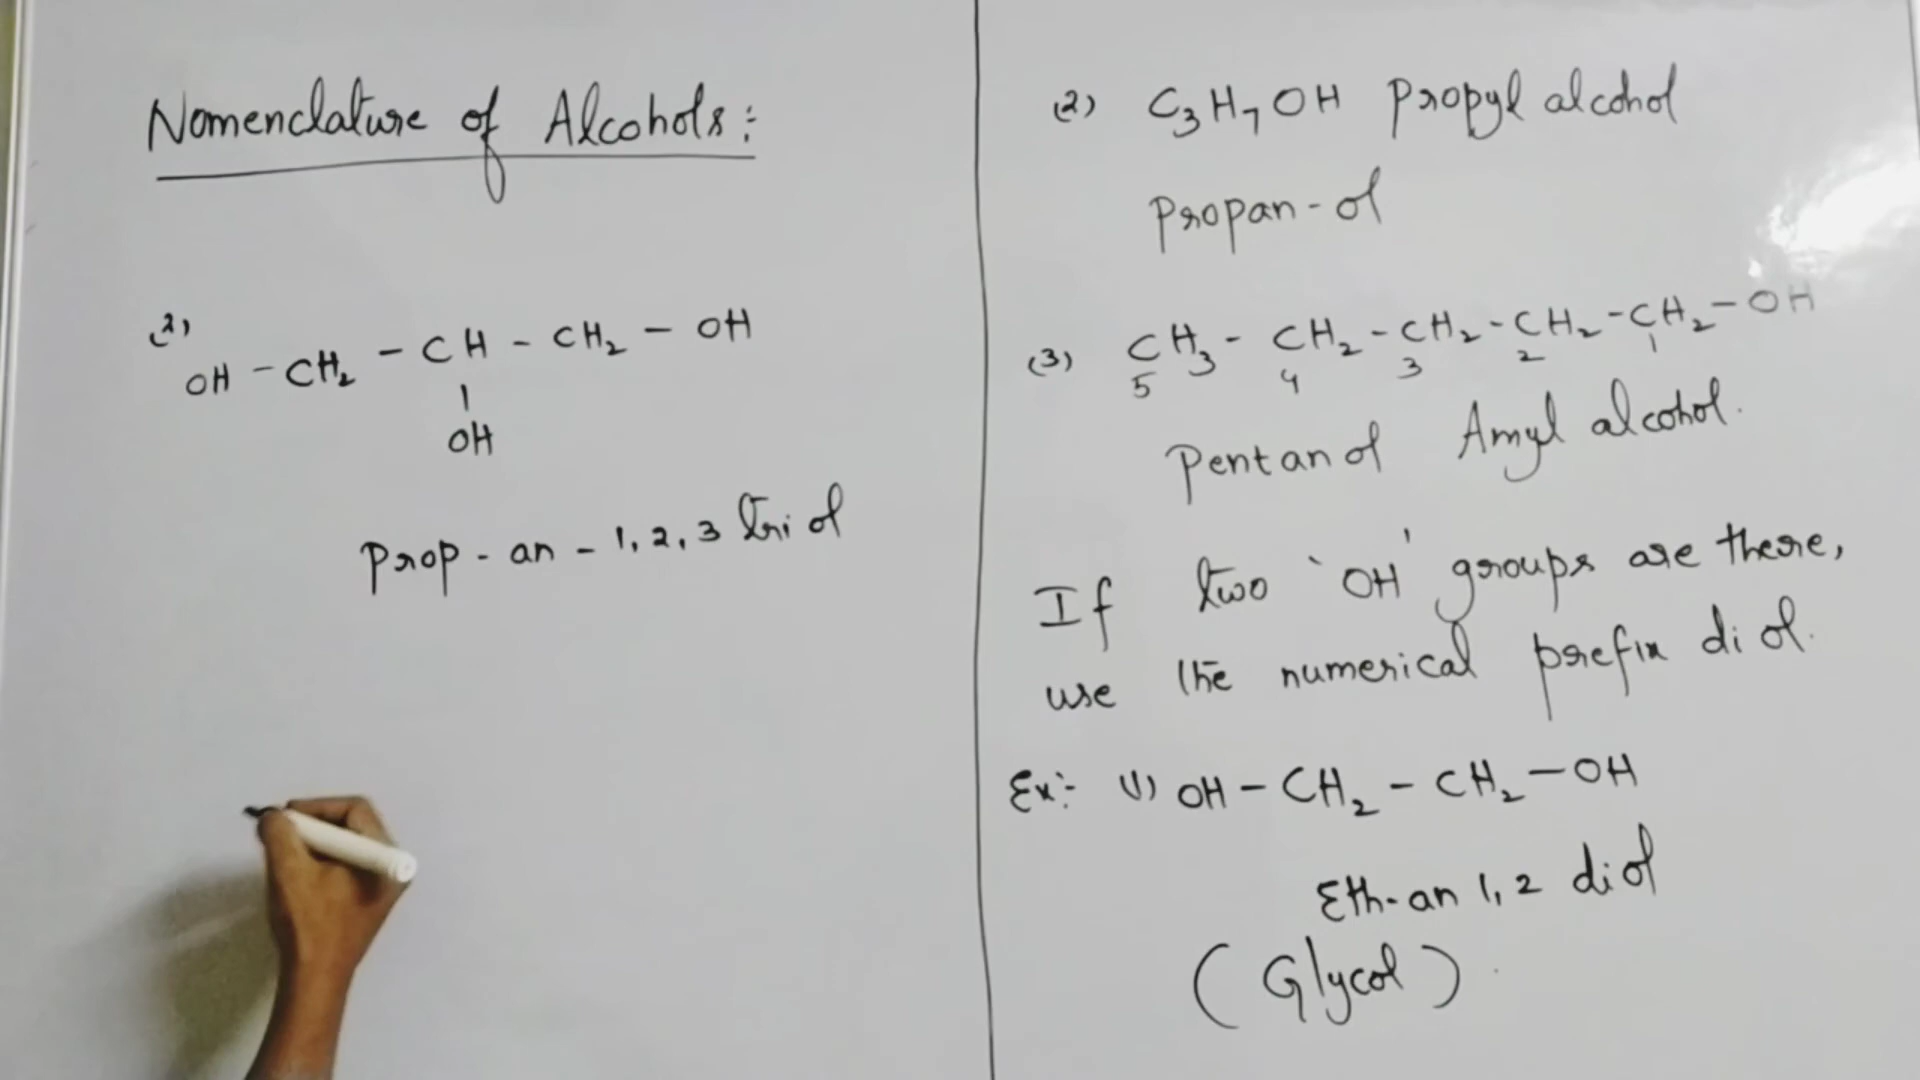 Nomenclature of Alcohols :
(2)
OH - CH₂ - CH - CH₂ - OH
|
OH
Prop - an - 1, 2, 3 tri ol
(2) C₃H₇OH Propyl alcohol
Propan - ol
(3) CH₃ - CH₂ - CH₂ - CH₂ - CH₂ - OH
5 4 3 2 1
Pentanol Amyl alcohol.
If two 'OH' groups are there,
use the numerical prefix di ol.
Ex:- (1) OH - CH₂ - CH₂ - OH
Eth-an 1, 2 diol
(Glycol)